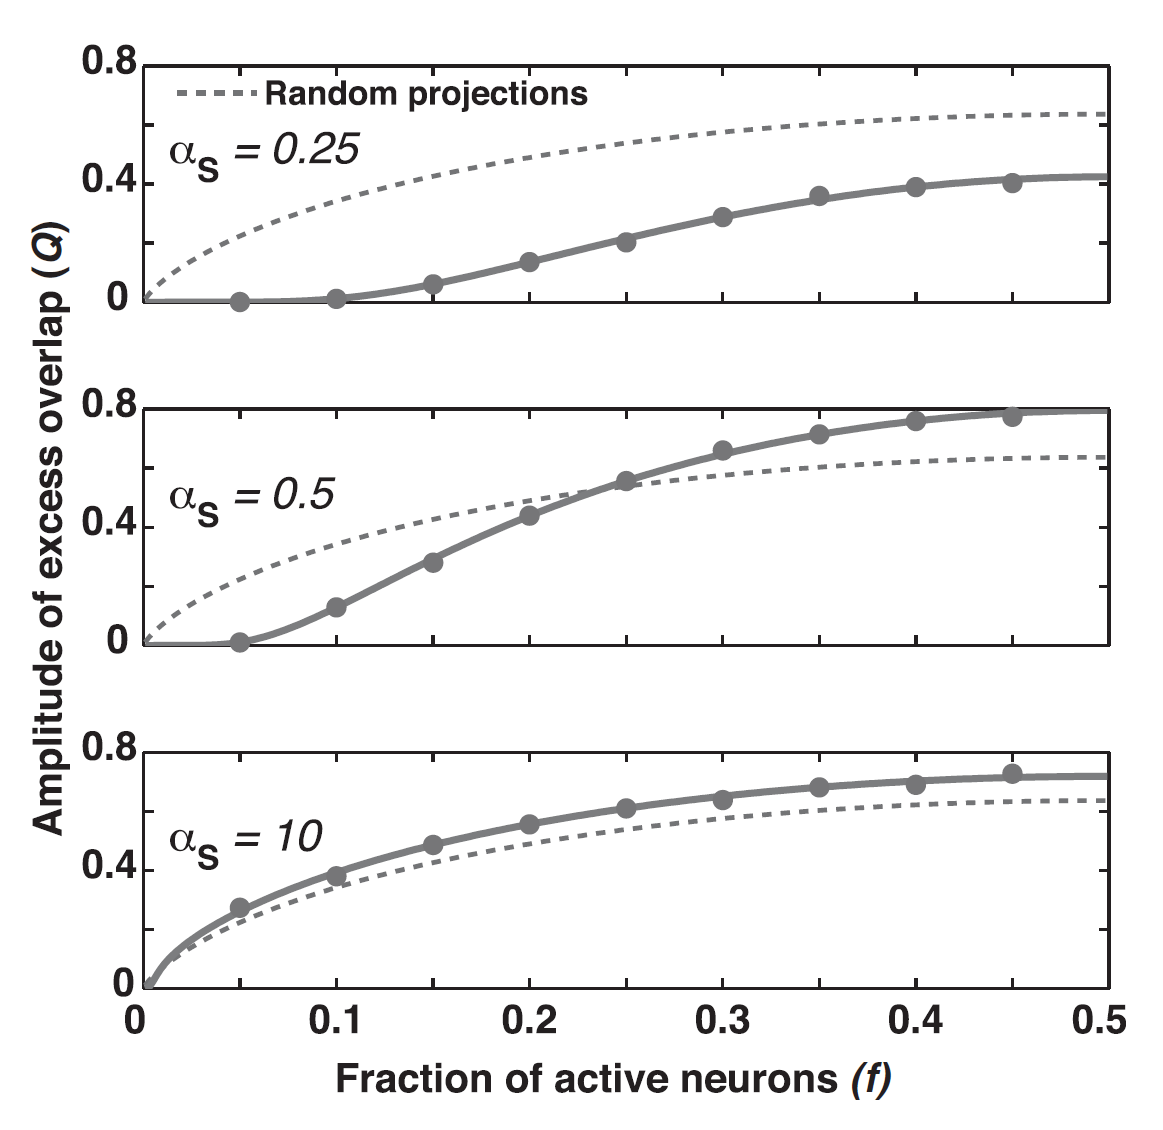 0.8
Random projections
αS = 0.25
0.4
0
0.8
αS = 0.5
0.4
0
0.8
αS = 10
0.4
0
0 0.1 0.2 0.3 0.4 0.5
Fraction of active neurons (f)
Amplitude of excess overlap (Q)